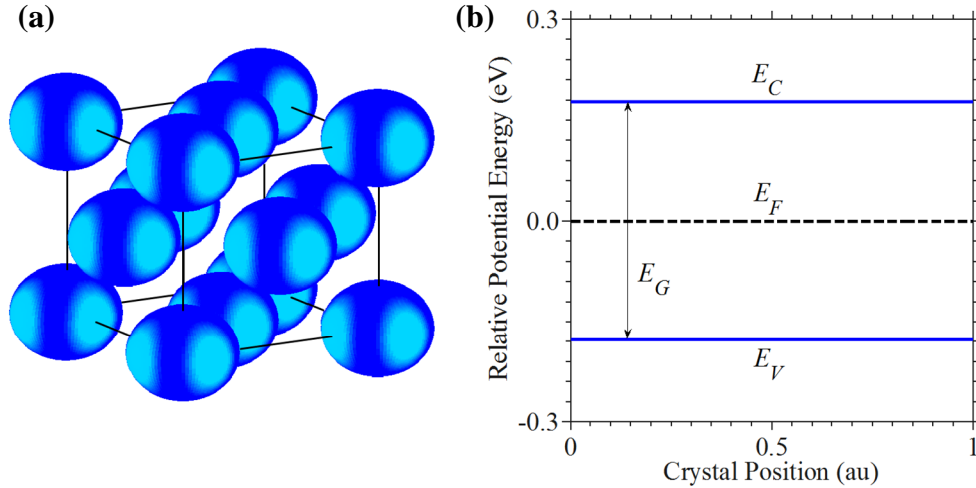 (a)
(b)
Relative Potential Energy (eV)
0.3
0.0
-0.3
E_C
E_F
E_G
E_V
0
0.5
1
Crystal Position (au)